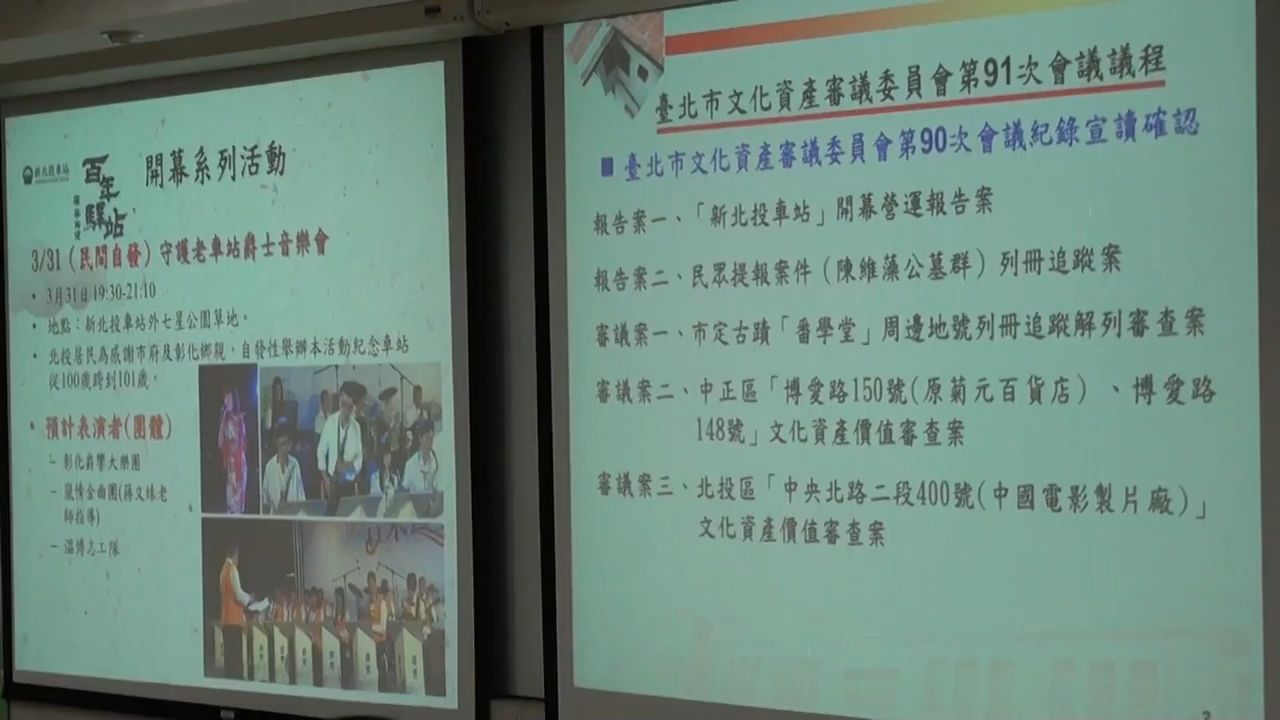 新北投車站
百年驛站
開幕系列活動
3/31（民間自發）守護老車站爵士音樂會
• 3月31日19:30-21:10
• 地點：新北投車站外七星公園草地。
• 北投居民為感謝市府及彰化鄉親，自發性舉辦本活動紀念車站
從100歲跨到101歲。
• 預計表演者(團體)
– 彰化爵響大樂團
– 嵐情金曲團(蔣文妹老
師指導)
– 溫博志工隊
臺北市文化資產審議委員會第91次會議議程
■ 臺北市文化資產審議委員會第90次會議紀錄宣讀確認
報告案一、「新北投車站」開幕營運報告案
報告案二、民眾提報案件（陳維藻公墓群）列冊追蹤案
審議案一、市定古蹟「番學堂」周邊地號列冊追蹤解列審查案
審議案二、中正區「博愛路150號(原菊元百貨店）、博愛路
148號」文化資產價值審查案
審議案三、北投區「中央北路二段400號(中國電影製片廠)」
文化資產價值審查案
2